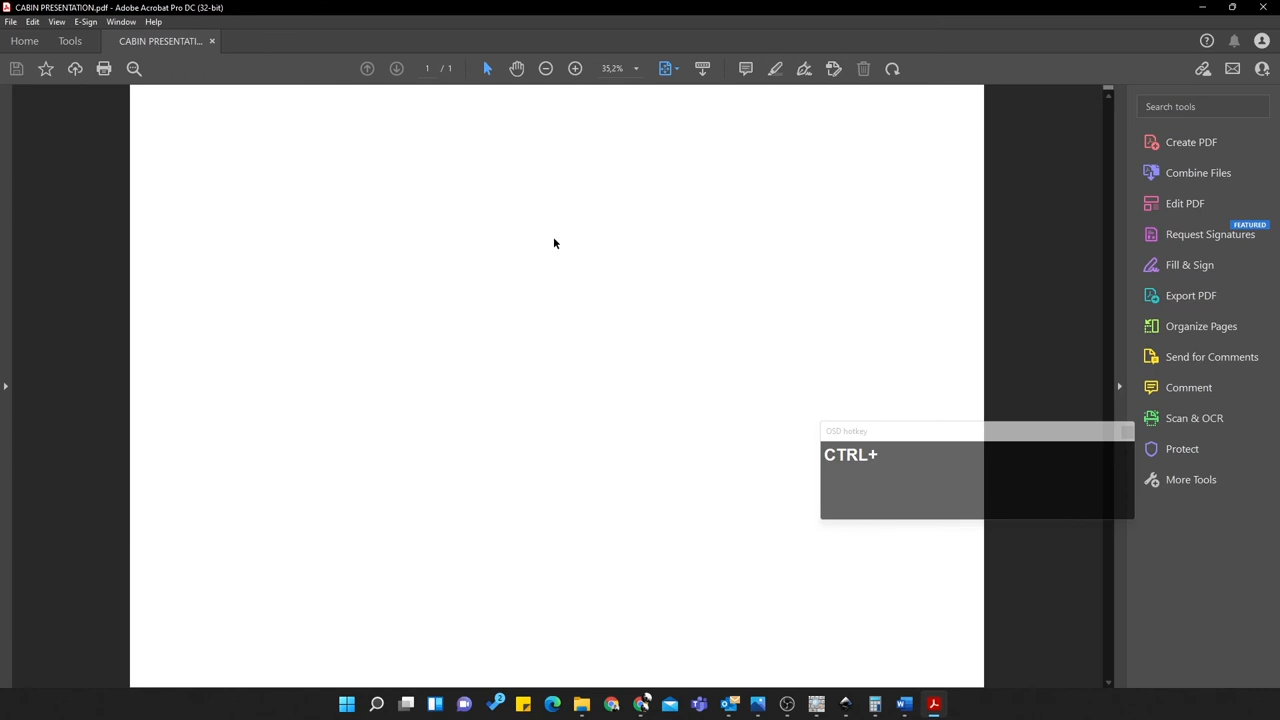 CABIN PRESENTATION.pdf - Adobe Acrobat Pro DC (32-bit)
File Edit View E-Sign Window Help
Home Tools CABIN PRESENTATI... ×
1 / 1 35,2%
Search tools
Create PDF
Combine Files
Edit PDF
FEATURED
Request Signatures
Fill & Sign
Export PDF
Organize Pages
Send for Comments
Comment
Scan & OCR
Protect
More Tools
OSD hotkey
CTRL+
2